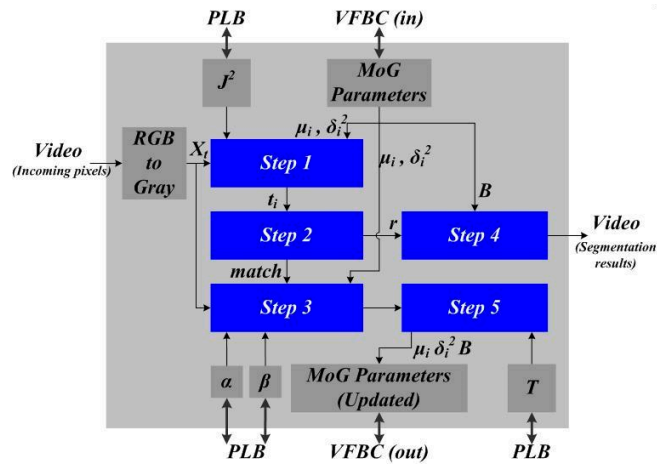 PLB
VFBC (in)
J²
MoG
Parameters
μᵢ , δᵢ²
Video
(Incoming pixels)
RGB
to
Gray
Xₜ
Step 1
μᵢ , δᵢ²
B
tᵢ
Step 2
r
Step 4
Video
(Segmentation
results)
match
Step 3
Step 5
μᵢ δᵢ² B
α
β
MoG Parameters
(Updated)
T
PLB
VFBC (out)
PLB